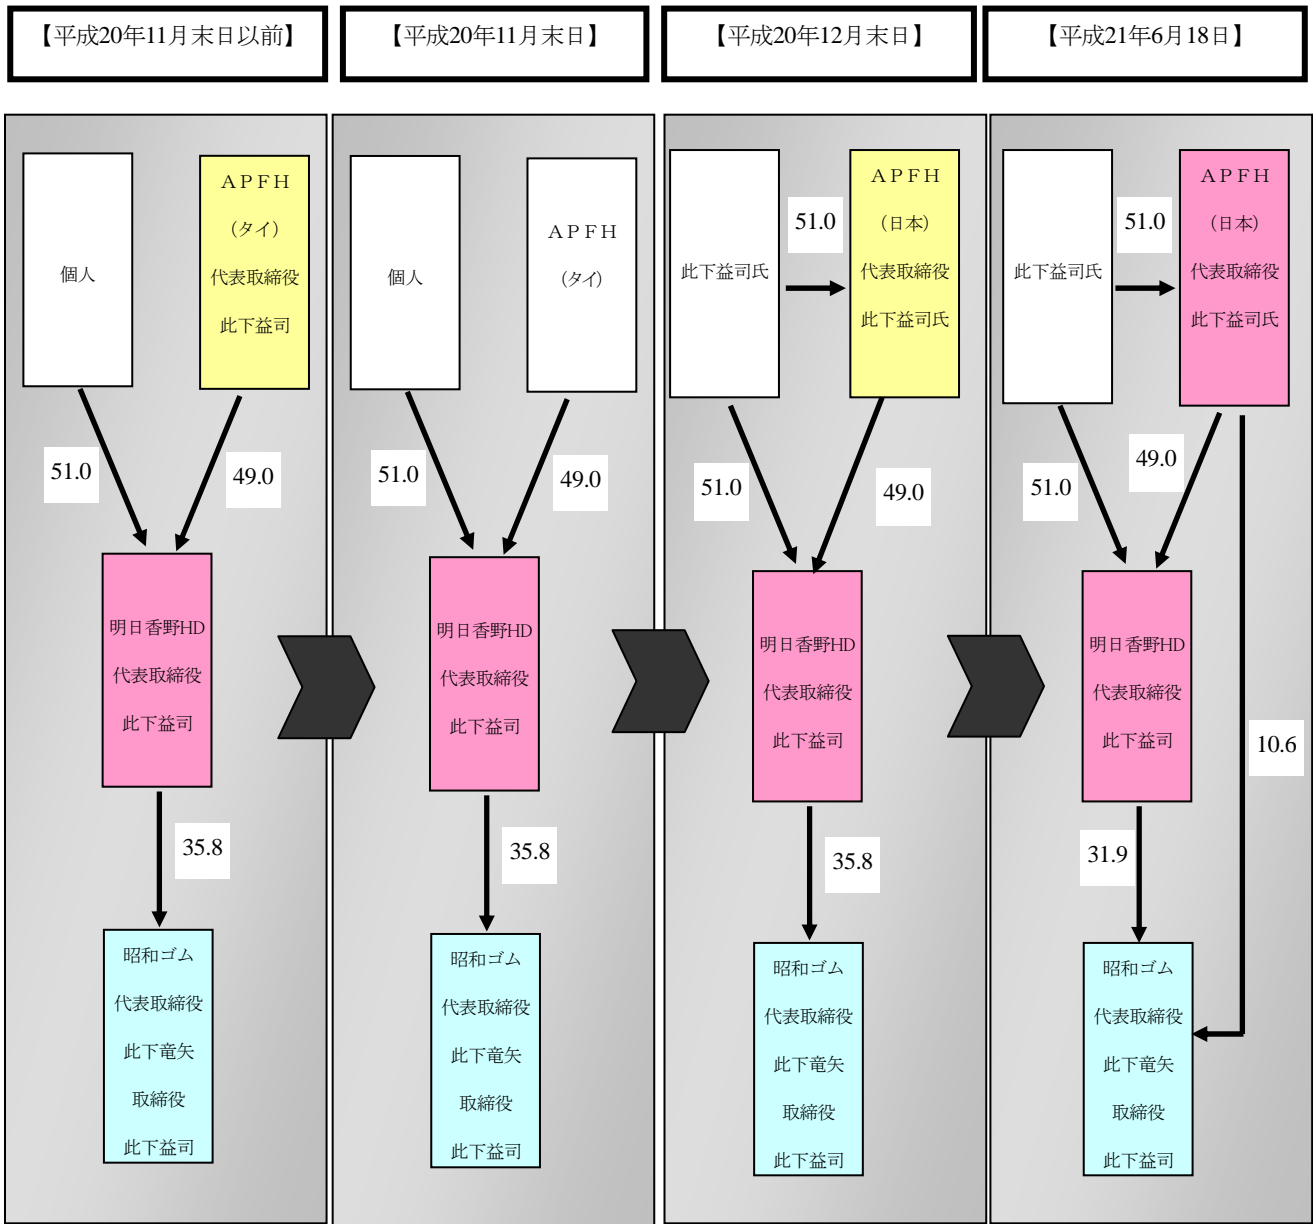 【平成20年11月末日以前】
【平成20年11月末日】
【平成20年12月末日】
【平成21年6月18日】
個人
ＡＰＦＨ
（タイ）
代表取締役
此下益司
51.0
49.0
明日香野HD
代表取締役
此下益司
35.8
昭和ゴム
代表取締役
此下竜矢
取締役
此下益司
個人
ＡＰＦＨ
（タイ）
51.0
49.0
明日香野HD
代表取締役
此下益司
35.8
昭和ゴム
代表取締役
此下竜矢
取締役
此下益司
此下益司氏
51.0
ＡＰＦＨ
（日本）
代表取締役
此下益司氏
51.0
49.0
明日香野HD
代表取締役
此下益司
35.8
昭和ゴム
代表取締役
此下竜矢
取締役
此下益司
此下益司氏
51.0
ＡＰＦＨ
（日本）
代表取締役
此下益司氏
51.0
49.0
明日香野HD
代表取締役
此下益司
10.6
31.9
昭和ゴム
代表取締役
此下竜矢
取締役
此下益司